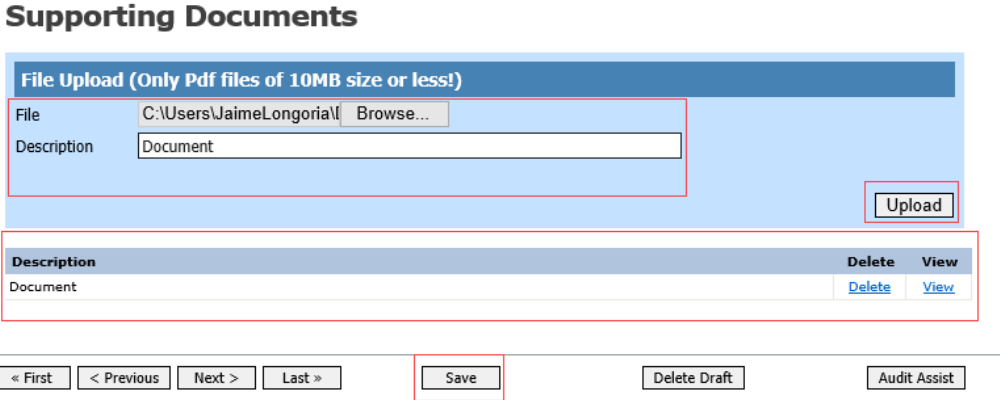 Supporting Documents
File Upload (Only Pdf files of 10MB size or less!)
File C:\Users\JaimeLongoria\ Browse...
Description Document
Upload
Description Delete View
Document Delete View
« First < Previous Next > Last » Save Delete Draft Audit Assist